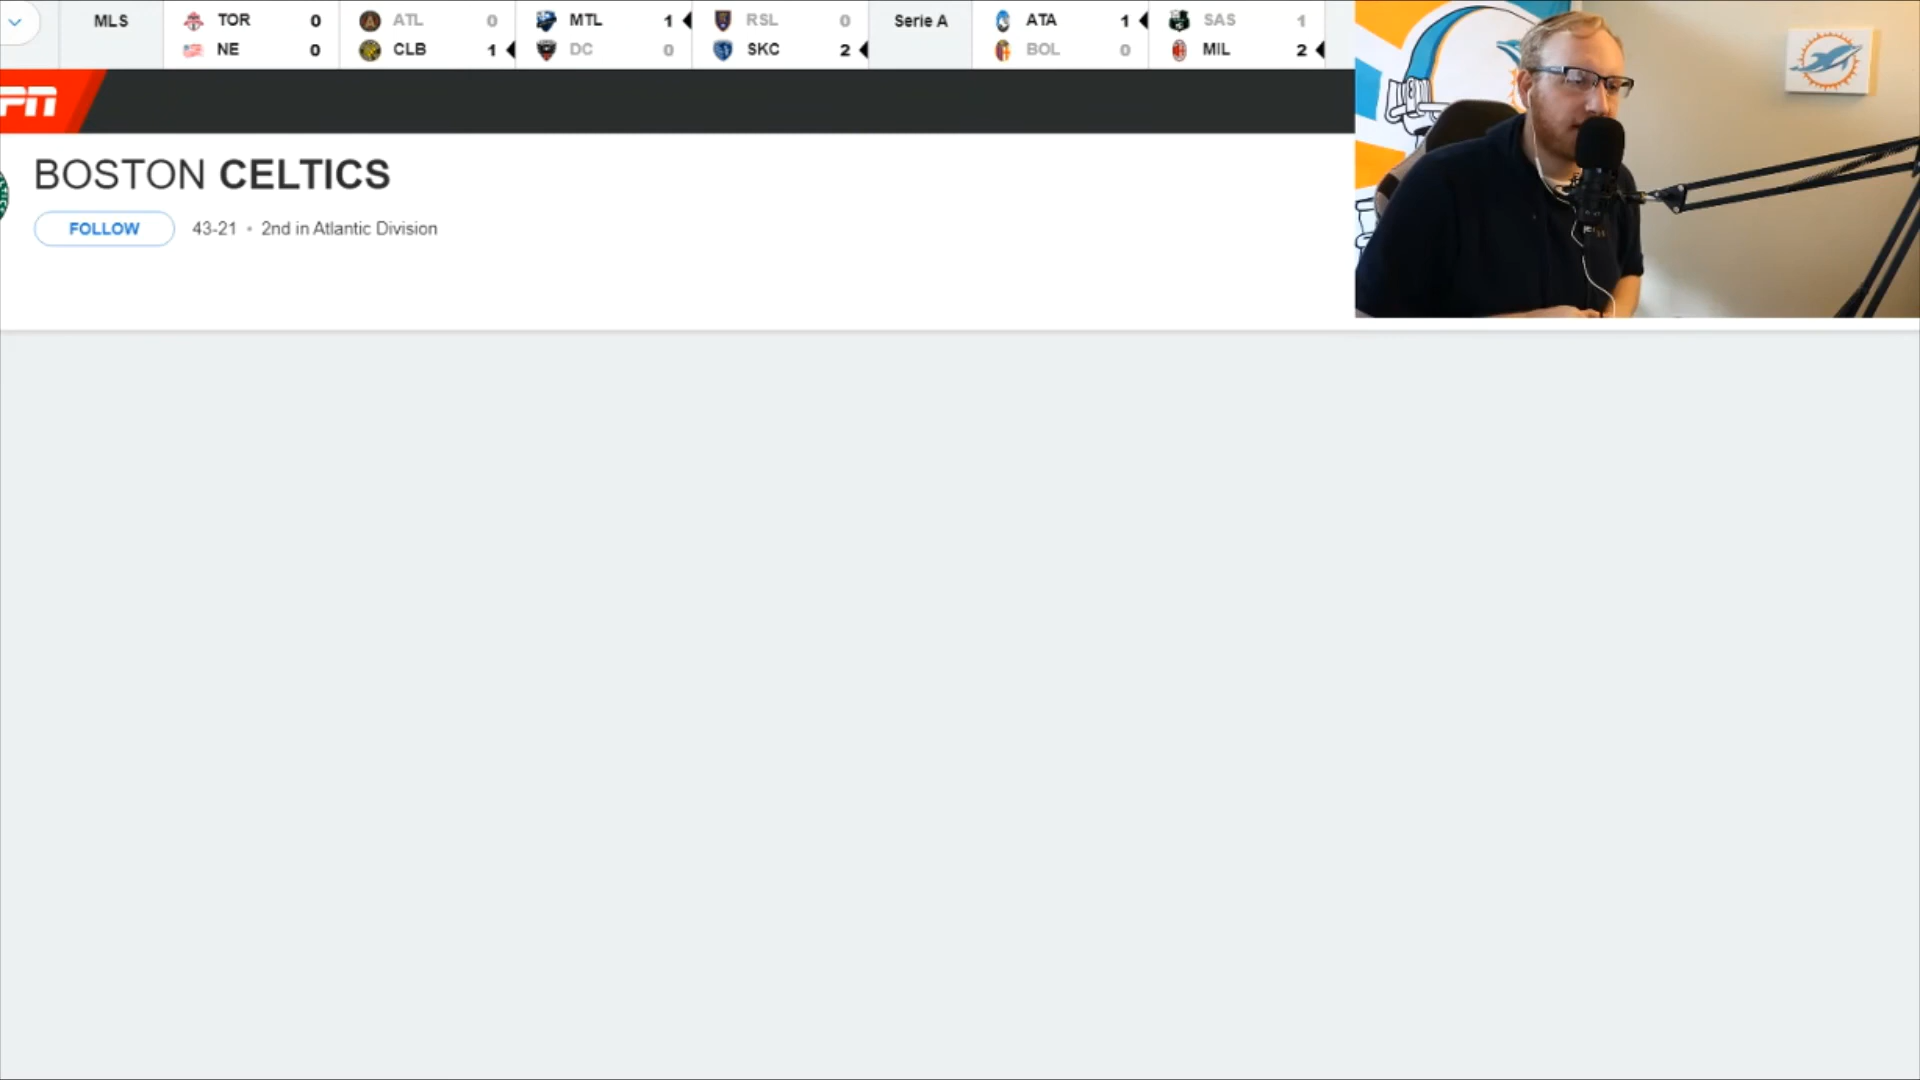 MLS
TOR 0
NE 0
ATL 0
CLB 1
MTL 1
DC 0
RSL 0
SKC 2
Serie A
ATA 1
BOL 0
SAS 1
MIL 2
PN
BOSTON CELTICS
FOLLOW 43-21 • 2nd in Atlantic Division